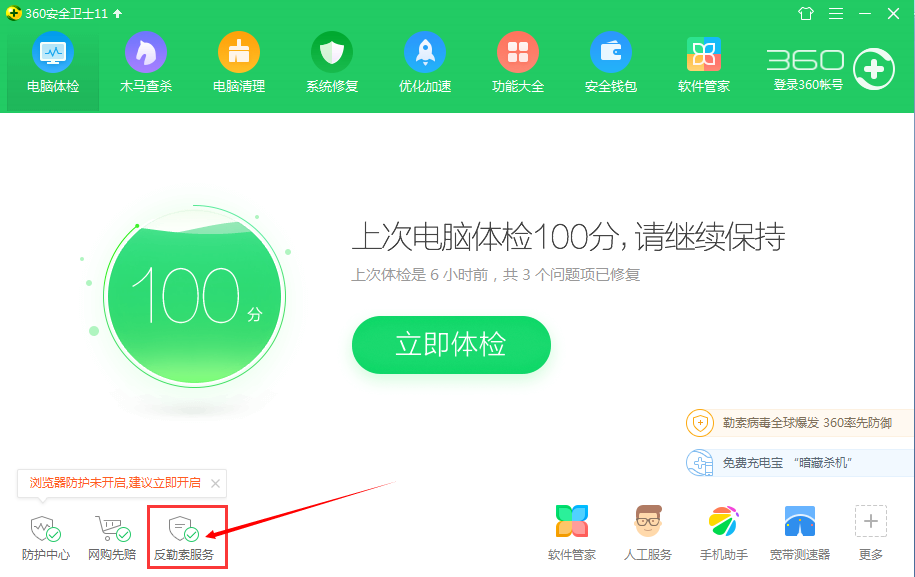 360安全卫士11
电脑体检
木马查杀
电脑清理
系统修复
优化加速
功能大全
安全钱包
软件管家
360
登录360帐号
100分
上次电脑体检100分, 请继续保持
上次体检是 6 小时前，共 3 个问题项已修复
立即体检
勒索病毒全球爆发 360率先防御
免费充电宝 “暗藏杀机”
浏览器防护未开启,建议立即开启
防护中心
网购先赔
反勒索服务
软件管家
人工服务
手机助手
宽带测速器
更多